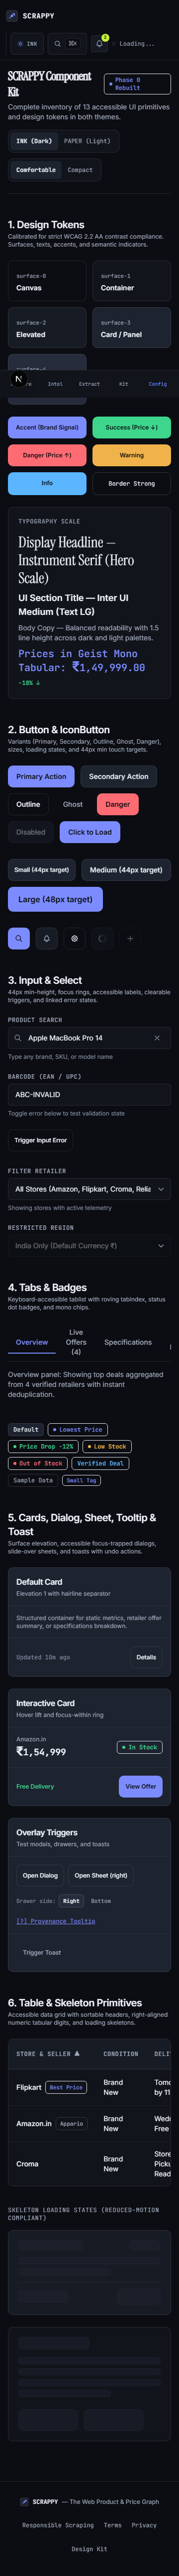 SCRAPPY
INK
⌘K
2
Loading...
SCRAPPY Component
Kit
Phase 0
Rebuilt
Complete inventory of 13 accessible UI primitives
and design tokens in both themes.
INK (Dark)
PAPER (Light)
Comfortable
Compact
1. Design Tokens
Calibrated for strict WCAG 2.2 AA contrast compliance.
Surfaces, texts, accents, and semantic indicators.
surface-0
Canvas
surface-1
Container
surface-2
Elevated
surface-3
Card / Panel
N
Intel
Extract
Kit
Config
Accent (Brand Signal)
Success (Price ↓)
Danger (Price ↑)
Warning
Info
Border Strong
TYPOGRAPHY SCALE
Display Headline —
Instrument Serif (Hero
Scale)
UI Section Title — Inter UI
Medium (Text LG)
Body Copy — Balanced readability with 1.5
line height across dark and light palettes.
Prices in Geist Mono
Tabular: ₹1,49,999.00
-18% ↓
2. Button & IconButton
Variants (Primary, Secondary, Outline, Ghost, Danger),
sizes, loading states, and 44px min touch targets.
Primary Action
Secondary Action
Outline
Ghost
Danger
Disabled
Click to Load
Small (44px target)
Medium (44px target)
Large (48px target)
3. Input & Select
44px min-height, focus rings, accessible labels, clearable
triggers, and linked error states.
PRODUCT SEARCH
Apple MacBook Pro 14
Type any brand, SKU, or model name
BARCODE (EAN / UPC)
ABC-INVALID
Toggle error below to test validation state
Trigger Input Error
FILTER RETAILER
All Stores (Amazon, Flipkart, Croma, Relia
Showing stores with active telemetry
RESTRICTED REGION
India Only (Default Currency ₹)
4. Tabs & Badges
Keyboard-accessible tablist with roving tabindex, status
dot badges, and mono chips.
Overview
Live
Offers
(4)
Specifications
Overview panel: Showing top deals aggregated
from 4 verified retailers with instant
deduplication.
Default
Lowest Price
Price Drop -12%
Low Stock
Out of Stock
Verified Deal
Sample Data
Small Tag
5. Cards, Dialog, Sheet, Tooltip &
Toast
Surface elevation, accessible focus-trapped dialogs,
slide-over sheets, and toasts with undo actions.
Default Card
Elevation 1 with hairline separator
Structured container for static metrics, retailer offer
summary, or specifications breakdown.
Updated 10m ago
Details
Interactive Card
Hover lift and focus-within ring
Amazon.in
₹1,54,999
In Stock
Free Delivery
View Offer
Overlay Triggers
Test modals, drawers, and toasts
Open Dialog
Open Sheet (right)
Drawer side:
Right
Bottom
[?] Provenance Tooltip
Trigger Toast
6. Table & Skeleton Primitives
Accessible data grid with sortable headers, right-aligned
numeric tabular digits, and loading skeletons.
STORE & SELLER ▲
CONDITION
DELIV
Flipkart
Best Price
Brand
New
Tomo
by 11
Amazon.in
Appario
Brand
New
Wedn
Free
Croma
Brand
New
Store
Picku
Read
SKELETON LOADING STATES (REDUCED-MOTION
COMPLIANT)
SCRAPPY — The Web Product & Price Graph
Responsible Scraping
Terms
Privacy
Design Kit